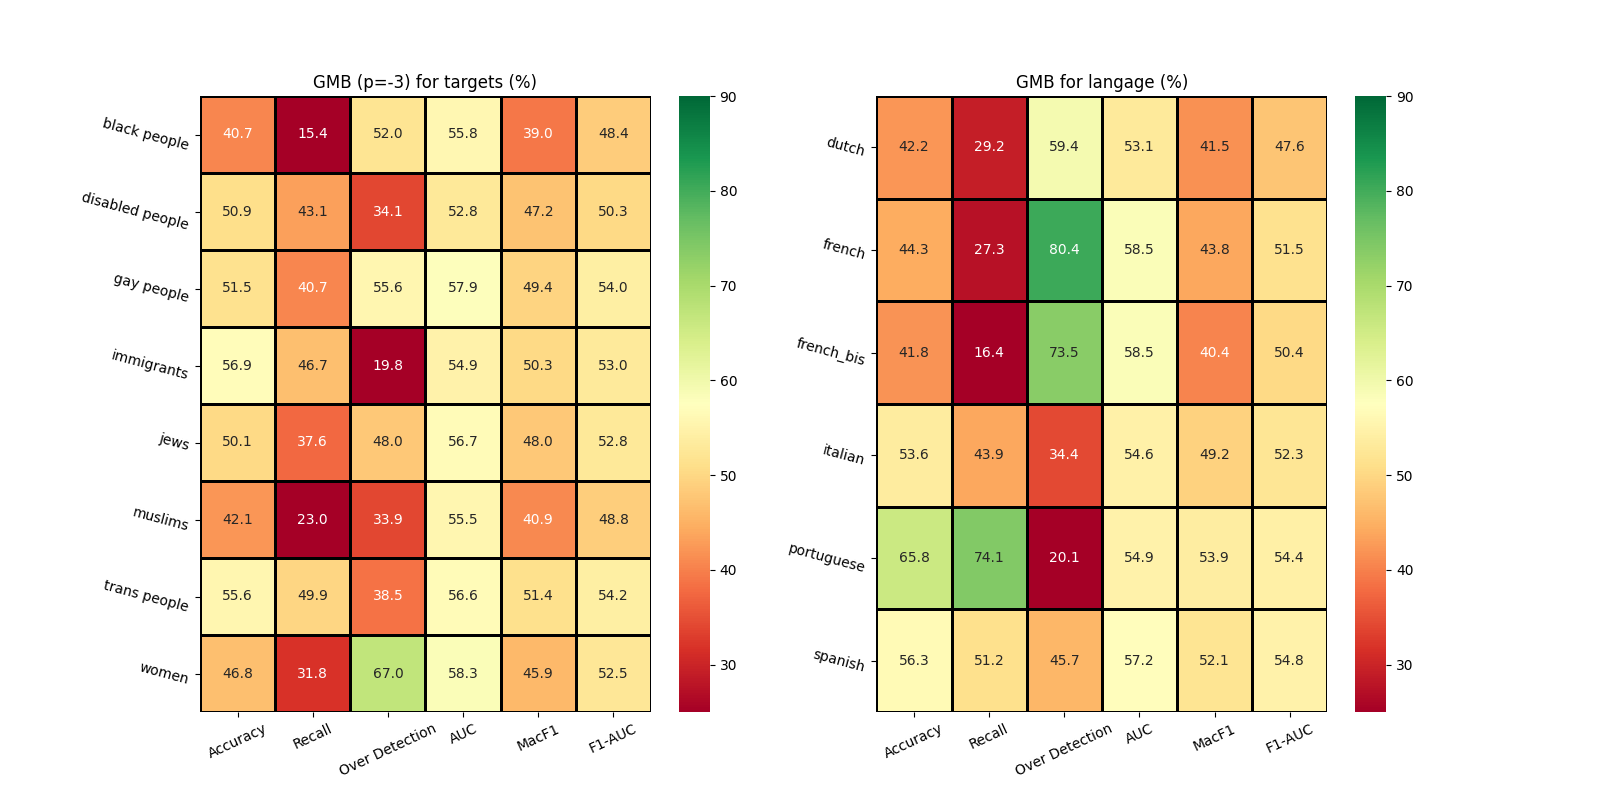 GMB (p=-3) for targets (%)
black people 40.7 15.4 52.0 55.8 39.0 48.4
disabled people 50.9 43.1 34.1 52.8 47.2 50.3
gay people 51.5 40.7 55.6 57.9 49.4 54.0
immigrants 56.9 46.7 19.8 54.9 50.3 53.0
jews 50.1 37.6 48.0 56.7 48.0 52.8
muslims 42.1 23.0 33.9 55.5 40.9 48.8
trans people 55.6 49.9 38.5 56.6 51.4 54.2
women 46.8 31.8 67.0 58.3 45.9 52.5
Accuracy Recall Over Detection AUC MacF1 F1-AUC
90
80
70
60
50
40
30
GMB for langage (%)
dutch 42.2 29.2 59.4 53.1 41.5 47.6
french 44.3 27.3 80.4 58.5 43.8 51.5
french_bis 41.8 16.4 73.5 58.5 40.4 50.4
italian 53.6 43.9 34.4 54.6 49.2 52.3
portuguese 65.8 74.1 20.1 54.9 53.9 54.4
spanish 56.3 51.2 45.7 57.2 52.1 54.8
Accuracy Recall Over Detection AUC MacF1 F1-AUC
90
80
70
60
50
40
30